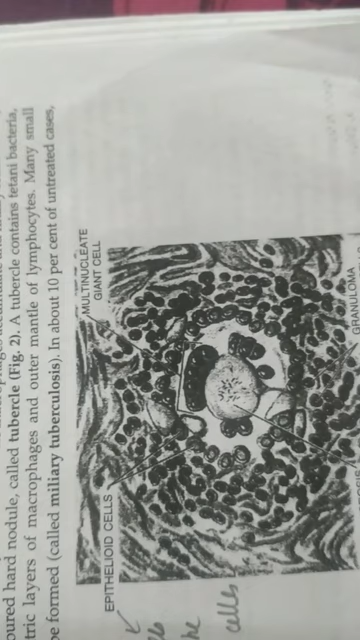 oured hard nodule, called tubercle (Fig. 2). A tubercle contains tetani bacteria,
tric layers of macrophages and outer mantle of lymphocytes. Many small
be formed (called miliary tuberculosis). In about 10 per cent of untreated cases,
MULTINUCLEATE
GIANT CELL
EPITHELIOID CELLS
GRANULOMA
cells